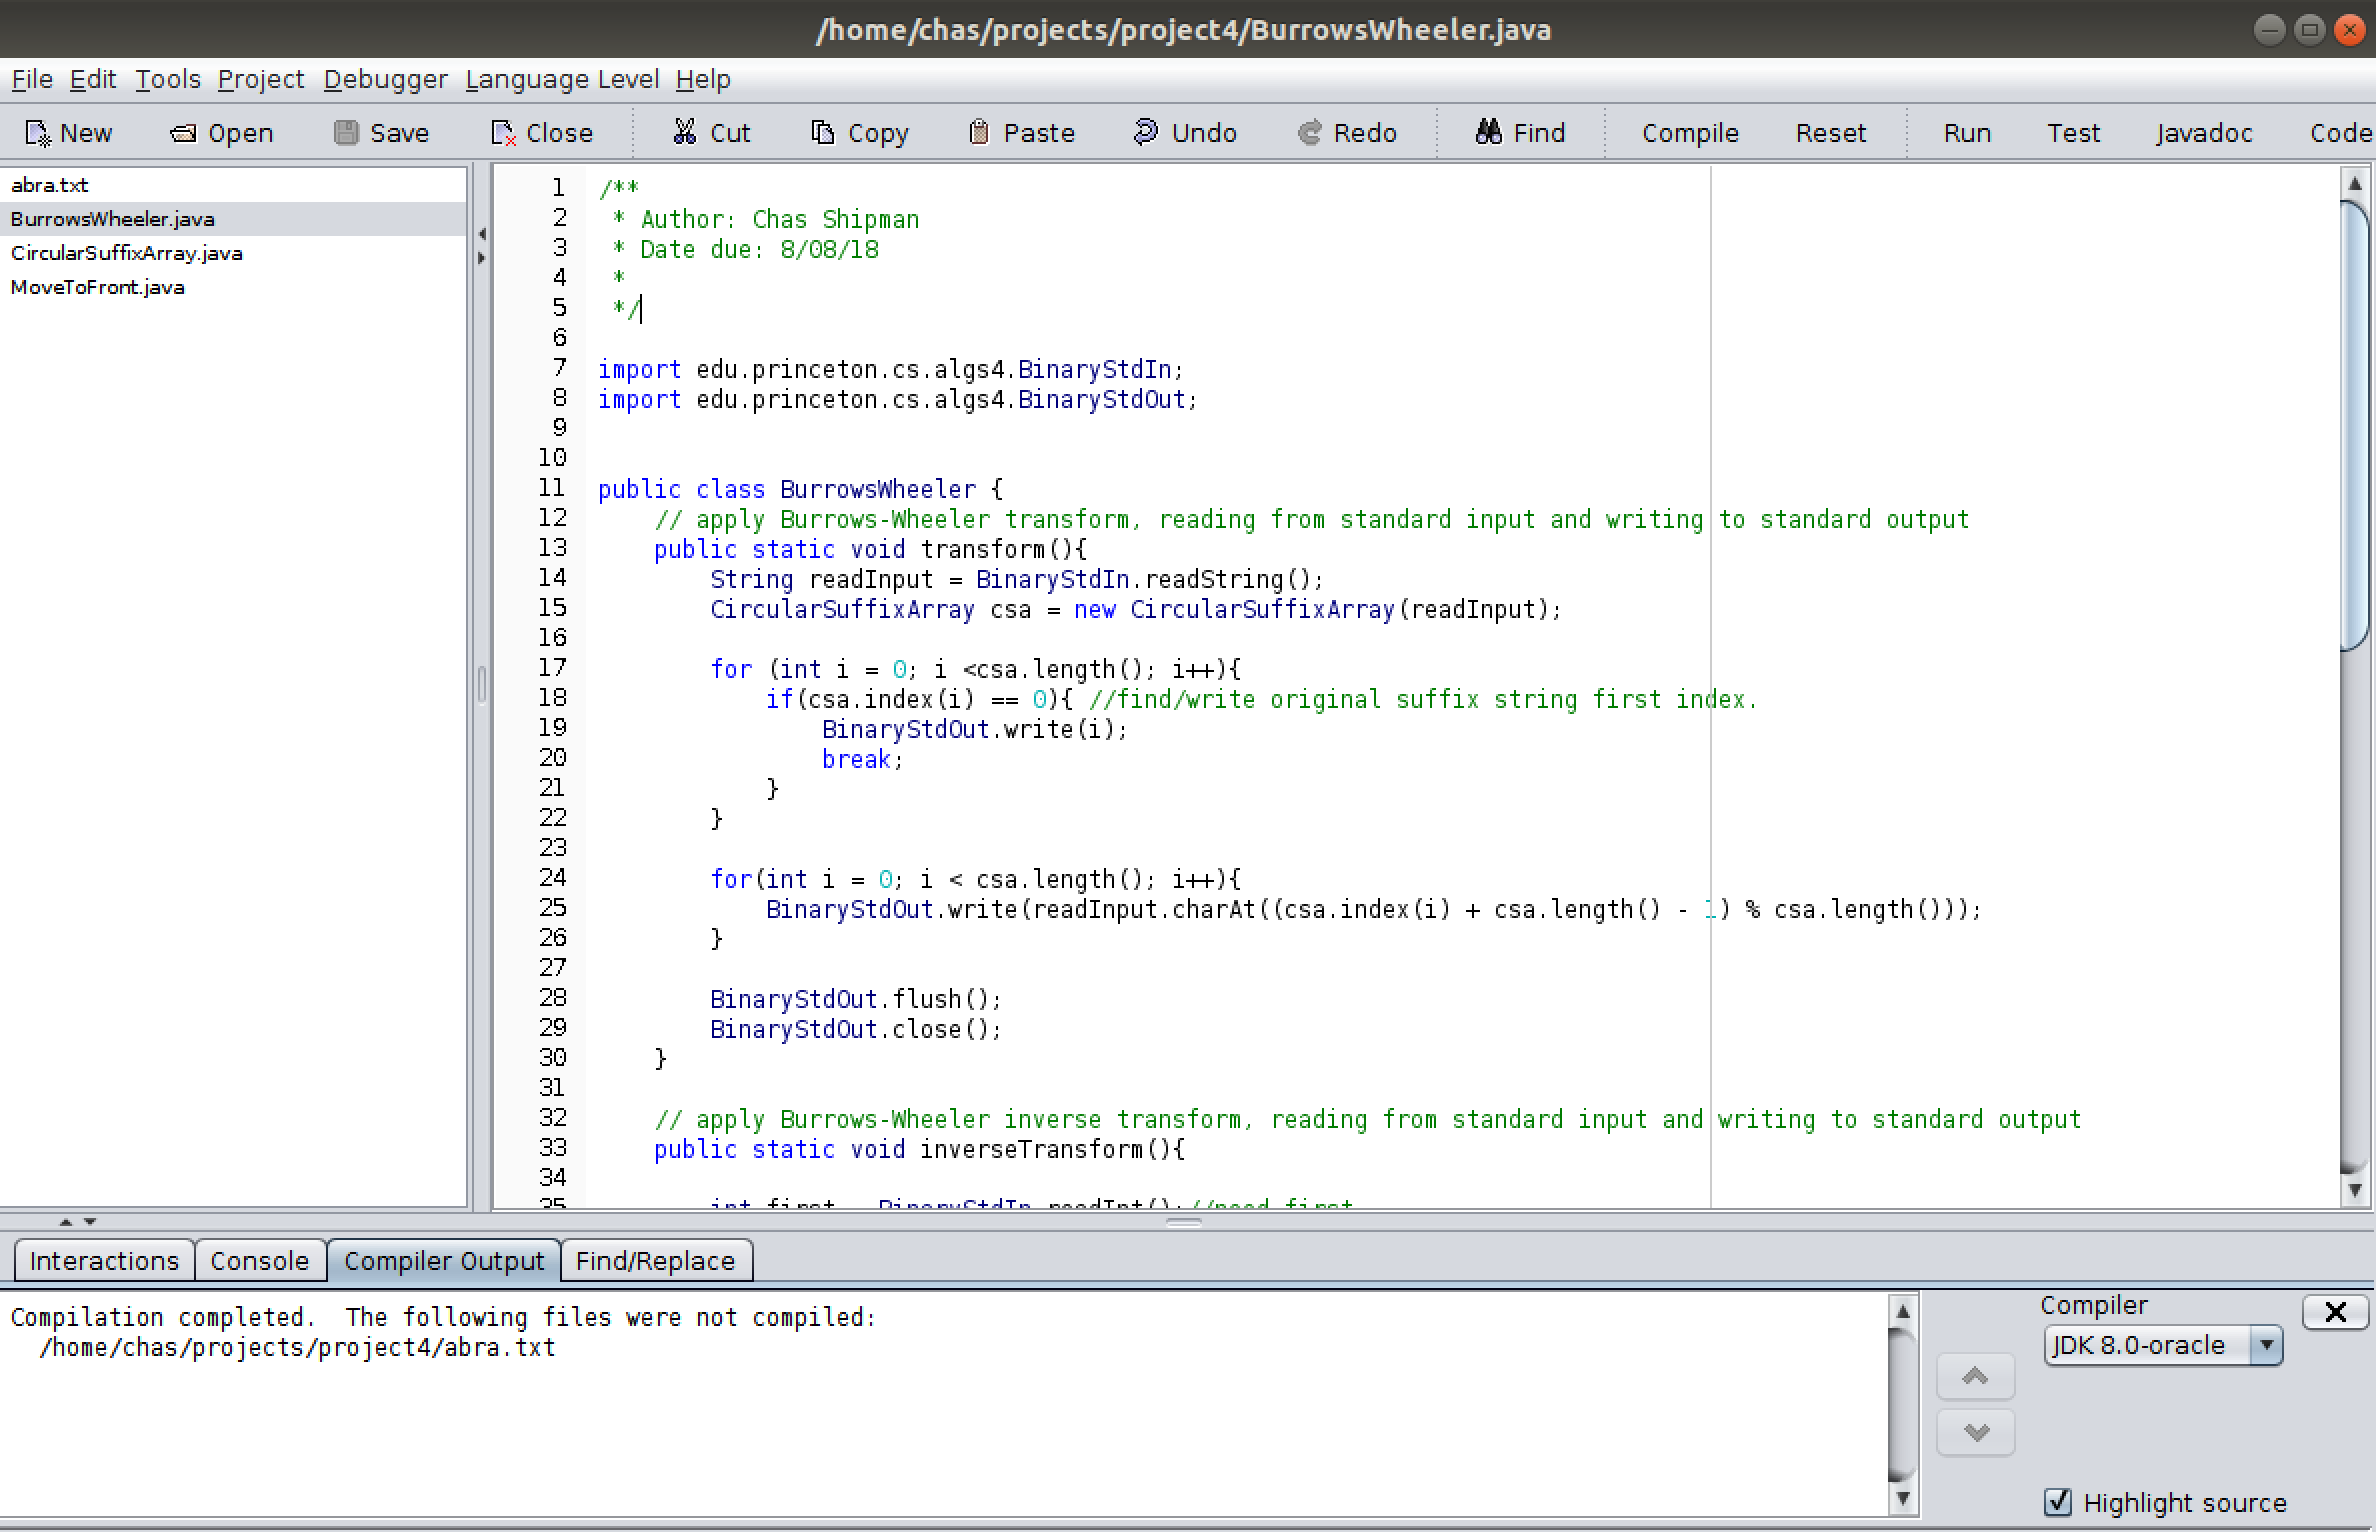 /home/chas/projects/project4/BurrowsWheeler.java
File Edit Tools Project Debugger Language Level Help
New Open Save Close Cut Copy Paste Undo Redo Find Compile Reset Run Test Javadoc Code
abra.txt
BurrowsWheeler.java
CircularSuffixArray.java
MoveToFront.java
1 /**
2  * Author: Chas Shipman
3  * Date due: 8/08/18
4  *
5  */
6
7 import edu.princeton.cs.algs4.BinaryStdIn;
8 import edu.princeton.cs.algs4.BinaryStdOut;
9
10
11 public class BurrowsWheeler {
12     // apply Burrows-Wheeler transform, reading from standard input and writing to standard output
13     public static void transform(){
14         String readInput = BinaryStdIn.readString();
15         CircularSuffixArray csa = new CircularSuffixArray(readInput);
16
17         for (int i = 0; i <csa.length(); i++){
18             if(csa.index(i) == 0){ //find/write original suffix string first index.
19                 BinaryStdOut.write(i);
20                 break;
21             }
22         }
23
24         for(int i = 0; i < csa.length(); i++){
25             BinaryStdOut.write(readInput.charAt((csa.index(i) + csa.length() - 1) % csa.length()));
26         }
27
28         BinaryStdOut.flush();
29         BinaryStdOut.close();
30     }
31
32     // apply Burrows-Wheeler inverse transform, reading from standard input and writing to standard output
33     public static void inverseTransform(){
34
35         int first = BinaryStdIn.readInt();//read first
Interactions Console Compiler Output Find/Replace
Compilation completed.  The following files were not compiled:
  /home/chas/projects/project4/abra.txt
Compiler
JDK 8.0-oracle
Highlight source